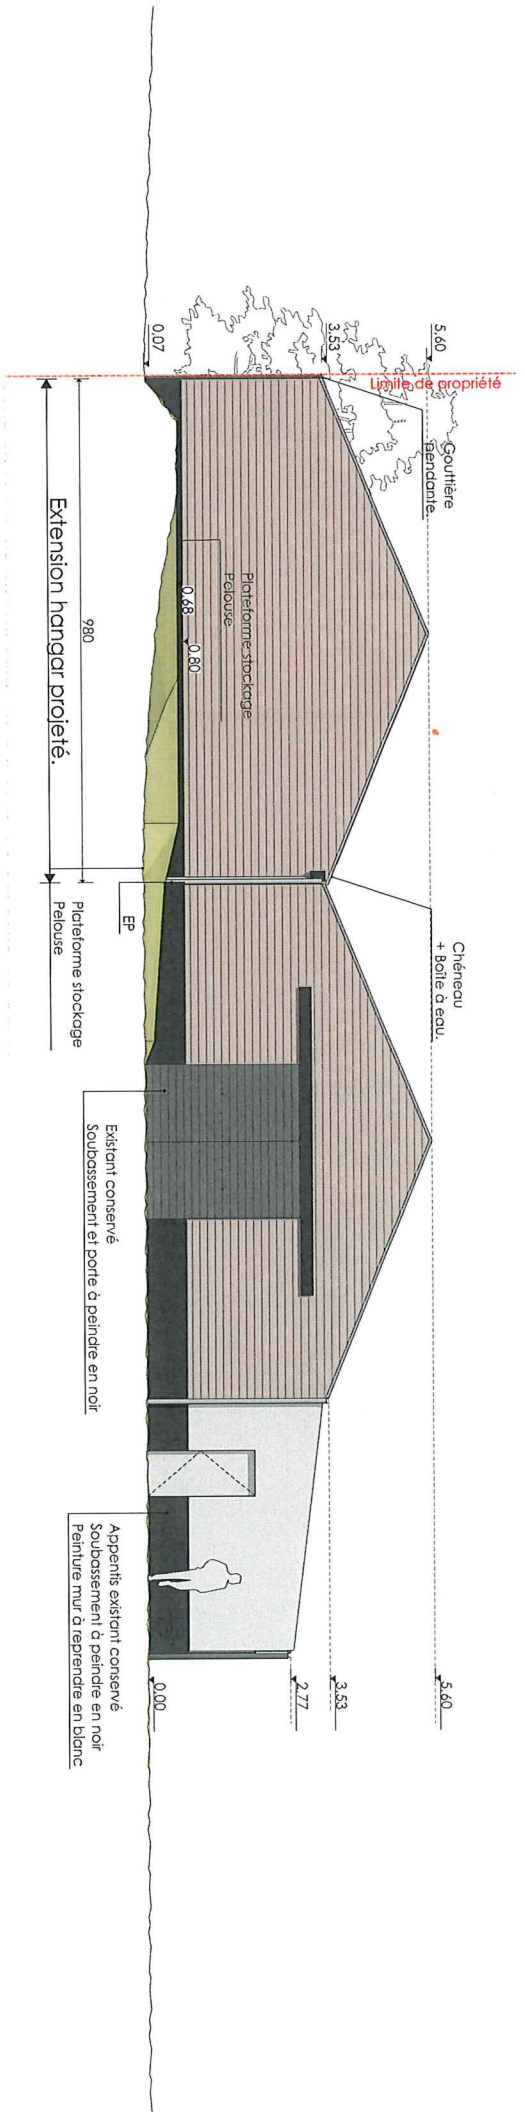 5.60
3.53
0.07
Limite de propriété
Gouttière
pendante.
Plateforme stockage
Pelouse
0.68
0.80
980
Extension hangar projeté.
Chéneau
+ Boîte à eau.
EP
Plateforme stockage
Pelouse
Existant conservé
Soubassement et porte à peindre en noir
Appentis existant conservé
Soubassement à peindre en noir
Peinture mur à reprendre en blanc
5.60
3.53
2.77
0.00